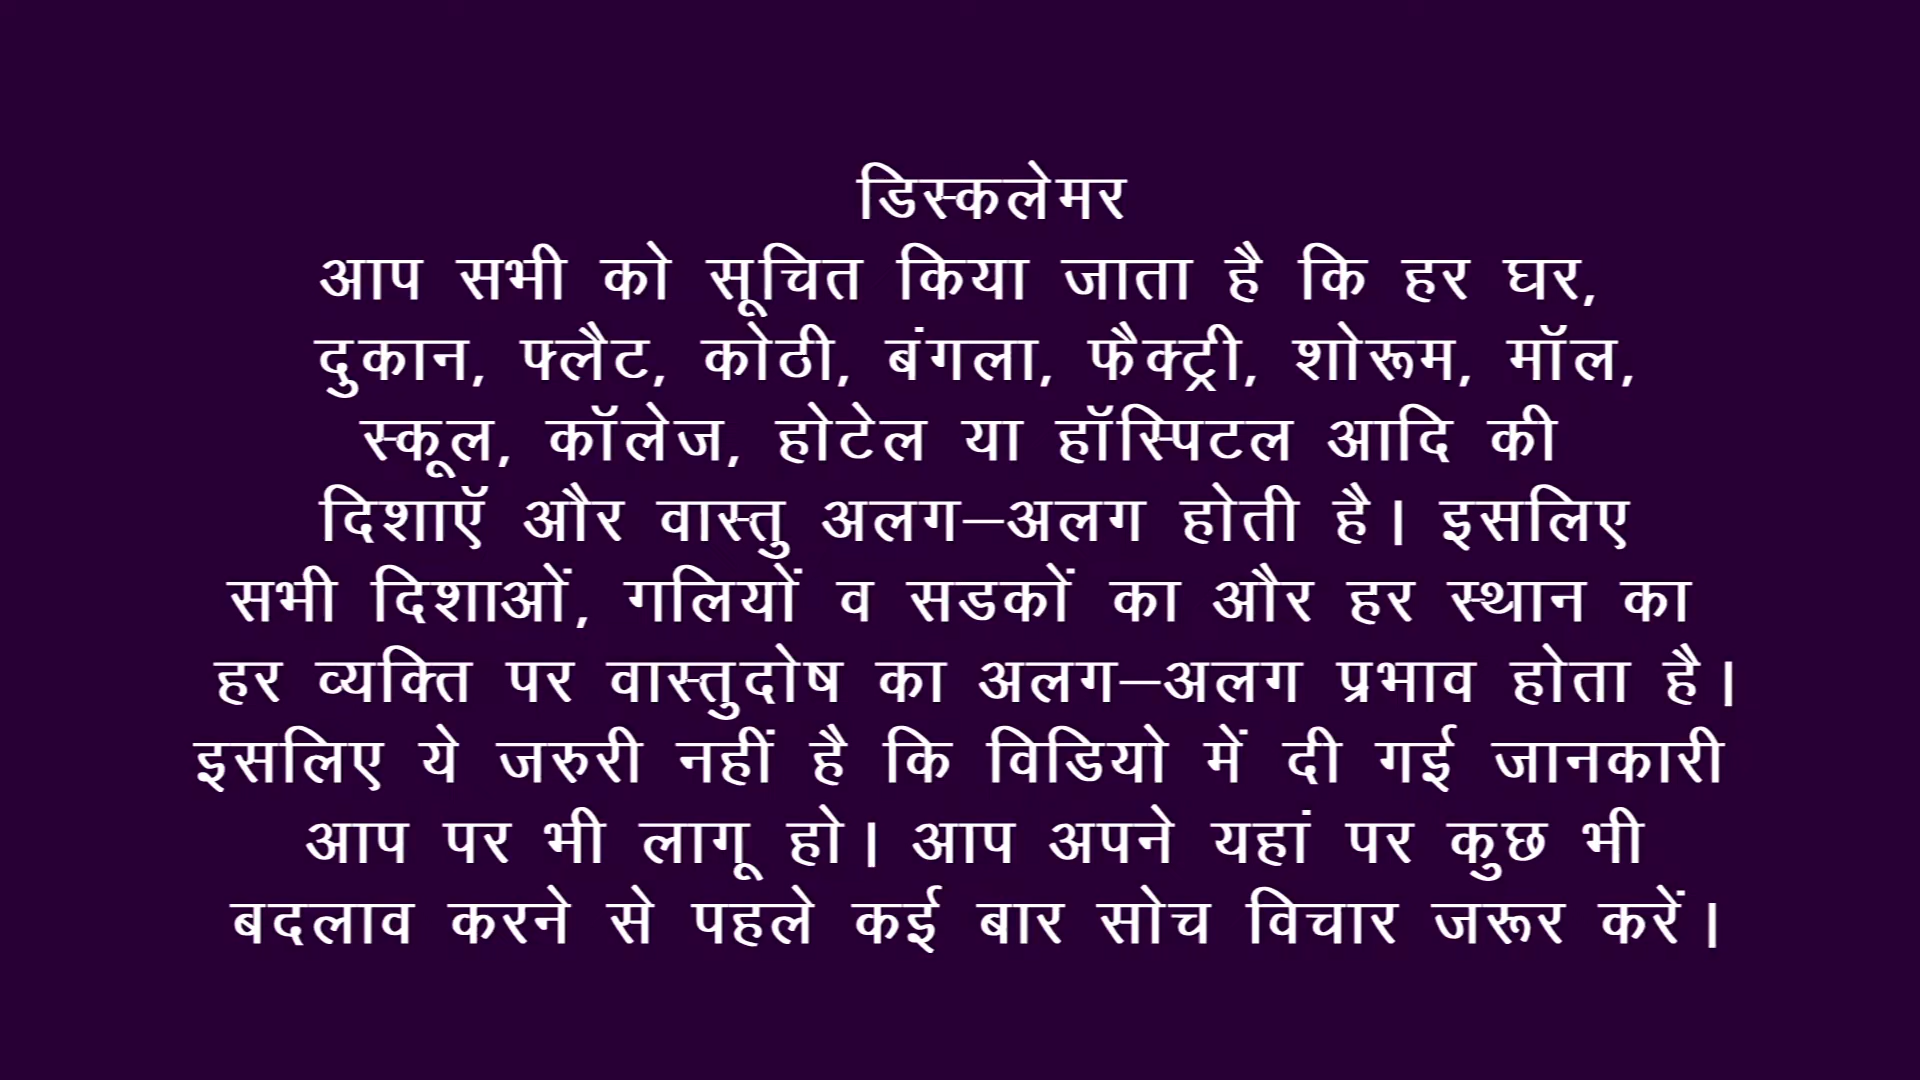 डिस्कलेमर
आप सभी को सूचित किया जाता है कि हर घर,
दुकान, फ्लैट, कोठी, बंगला, फैक्ट्री, शोरूम, मॉल,
स्कूल, कॉलेज, होटेल या हॉस्पिटल आदि की
दिशाएॅ और वास्तु अलग–अलग होती है। इसलिए
सभी दिशाओं, गलियों व सडकों का और हर स्थान का
हर व्यक्ति पर वास्तुदोष का अलग–अलग प्रभाव होता है।
इसलिए ये जरुरी नहीं है कि विडियो में दी गई जानकारी
आप पर भी लागू हो। आप अपने यहां पर कुछ भी
बदलाव करने से पहले कई बार सोच विचार जरूर करें।